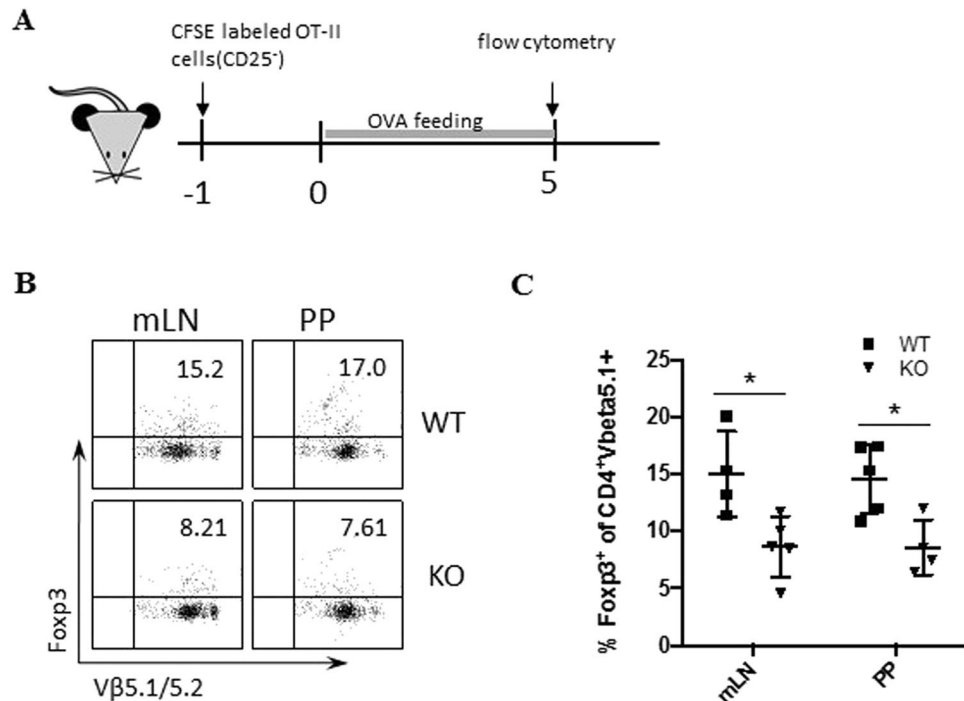 A
CFSE labeled OT-II
cells(CD25⁻)
flow cytometry
OVA feeding
-1
0
5
B
mLN
PP
15.2
17.0
WT
8.21
7.61
KO
Foxp3
Vβ5.1/5.2
C
WT
KO
% Foxp3⁺ of CD4⁺Vbeta5.1+
25
20
15
10
5
0
*
*
mLN
PP